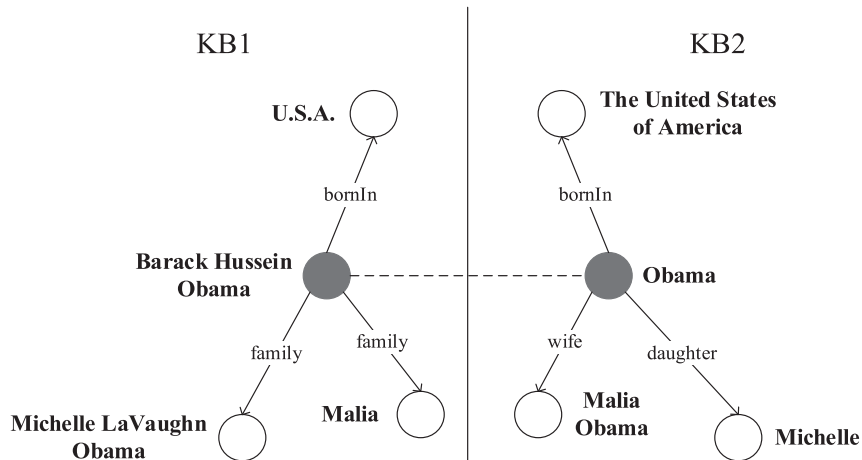 KB1
KB2
U.S.A.
The United States
of America
bornIn
bornIn
Barack Hussein
Obama
Obama
family
family
wife
daughter
Michelle LaVaughn
Obama
Malia
Malia
Obama
Michelle